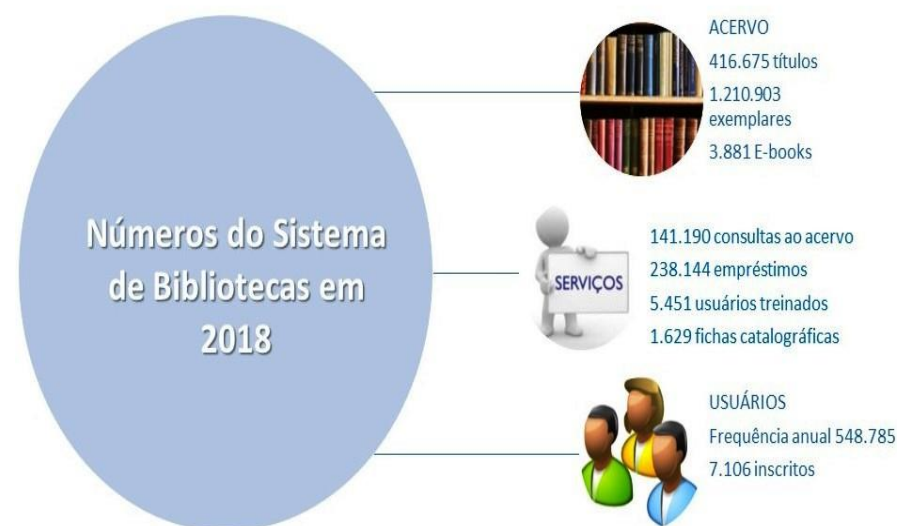 Números do Sistema
de Bibliotecas em
2018
ACERVO
416.675 títulos
1.210.903
exemplares
3.881 E-books
SERVIÇOS
141.190 consultas ao acervo
238.144 empréstimos
5.451 usuários treinados
1.629 fichas catalográficas
USUÁRIOS
Frequência anual 548.785
7.106 inscritos